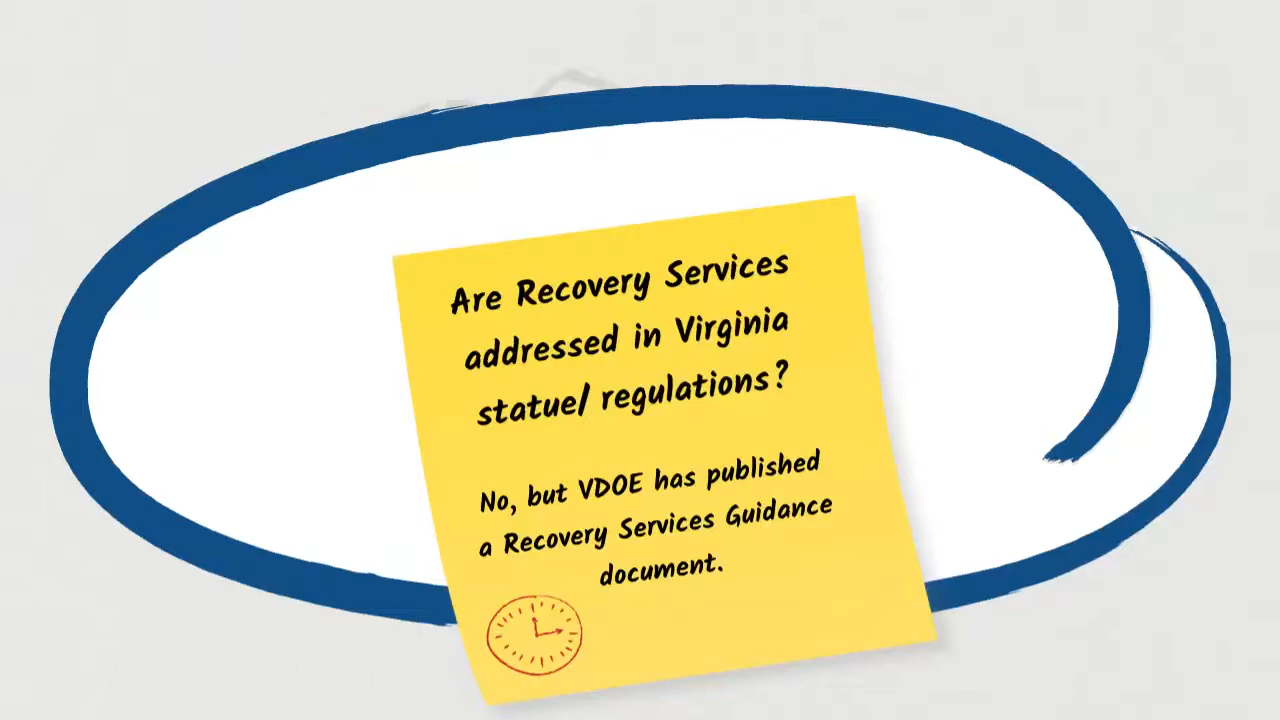 Are Recovery Services
addressed in Virginia
statue/ regulations?
No, but VDOE has published
a Recovery Services Guidance
document.